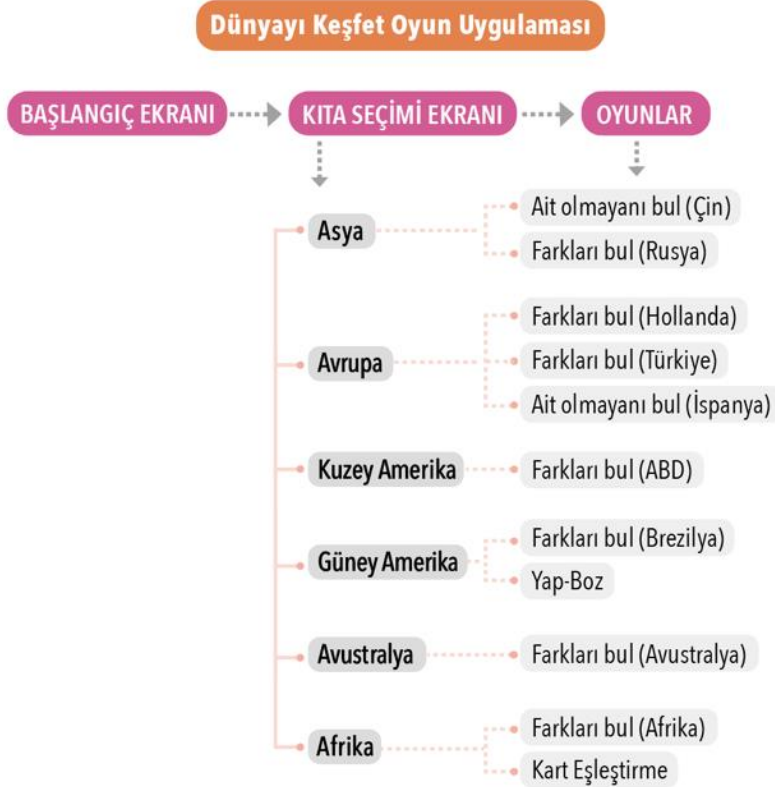 Dünyayı Keşfet Oyun Uygulaması
BAŞLANGIÇ EKRANI
KITA SEÇİMİ EKRANI
OYUNLAR
Asya
Ait olmayanı bul (Çin)
Farkları bul (Rusya)
Avrupa
Farkları bul (Hollanda)
Farkları bul (Türkiye)
Ait olmayanı bul (İspanya)
Kuzey Amerika
Farkları bul (ABD)
Güney Amerika
Farkları bul (Brezilya)
Yap-Boz
Avustralya
Farkları bul (Avustralya)
Afrika
Farkları bul (Afrika)
Kart Eşleştirme